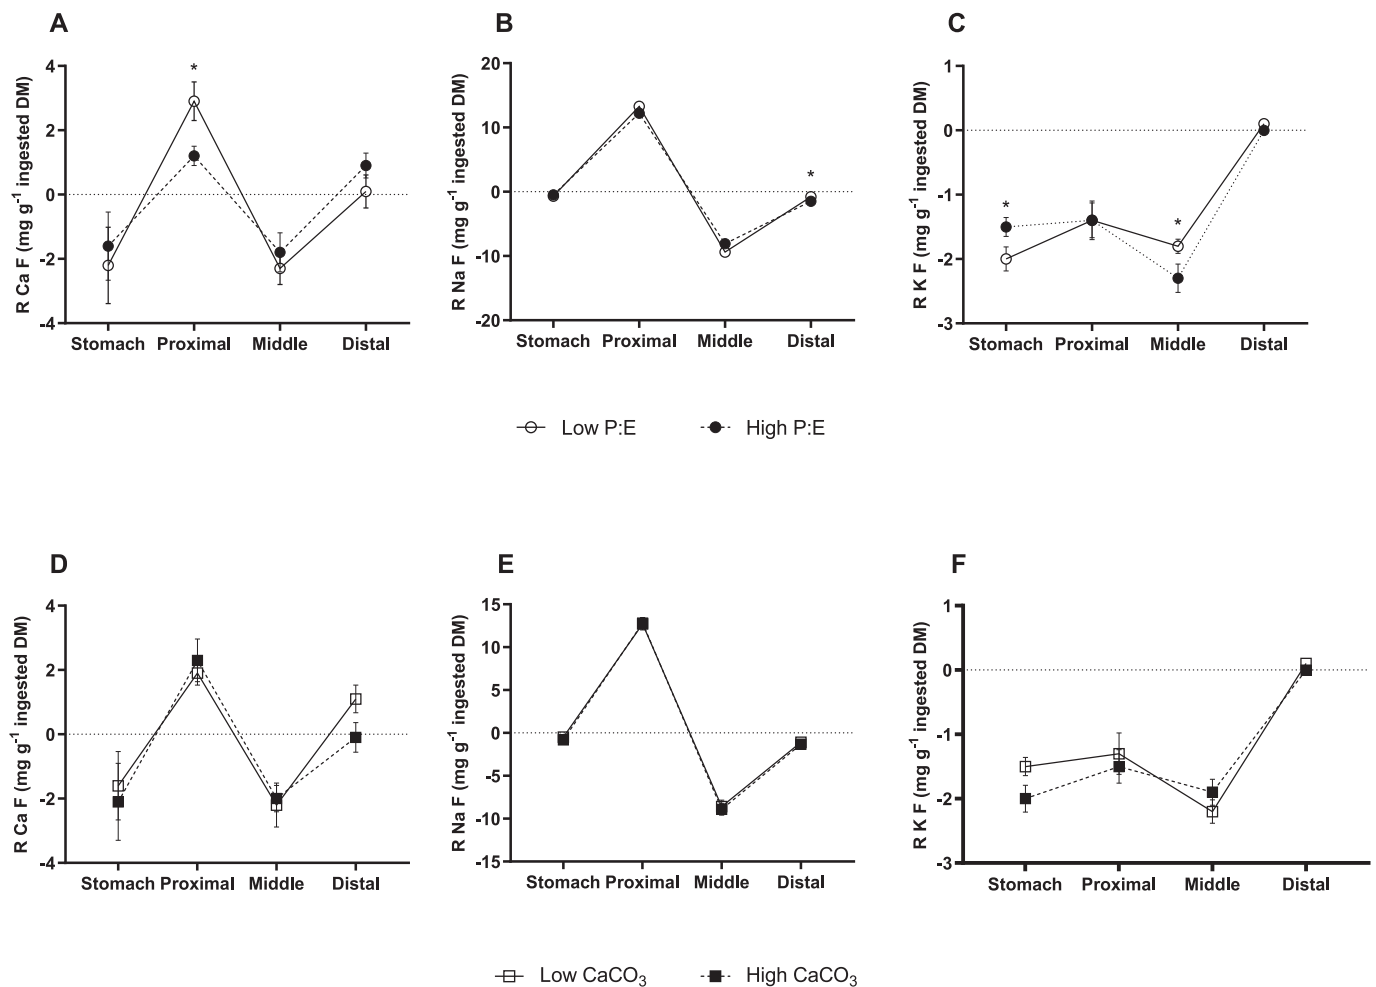 A
B
C
R Ca F (mg g⁻¹ ingested DM)
4
2
0
-2
-4
*
Stomach Proximal Middle Distal
R Na F (mg g⁻¹ ingested DM)
20
10
0
-10
-20
*
Stomach Proximal Middle Distal
R K F (mg g⁻¹ ingested DM)
1
0
-1
-2
-3
*
*
Stomach Proximal Middle Distal
Low P:E High P:E
D
E
F
R Ca F (mg g⁻¹ ingested DM)
4
2
0
-2
-4
Stomach Proximal Middle Distal
R Na F (mg g⁻¹ ingested DM)
15
10
5
0
-5
-10
-15
Stomach Proximal Middle Distal
R K F (mg g⁻¹ ingested DM)
1
0
-1
-2
-3
Stomach Proximal Middle Distal
Low CaCO₃ High CaCO₃